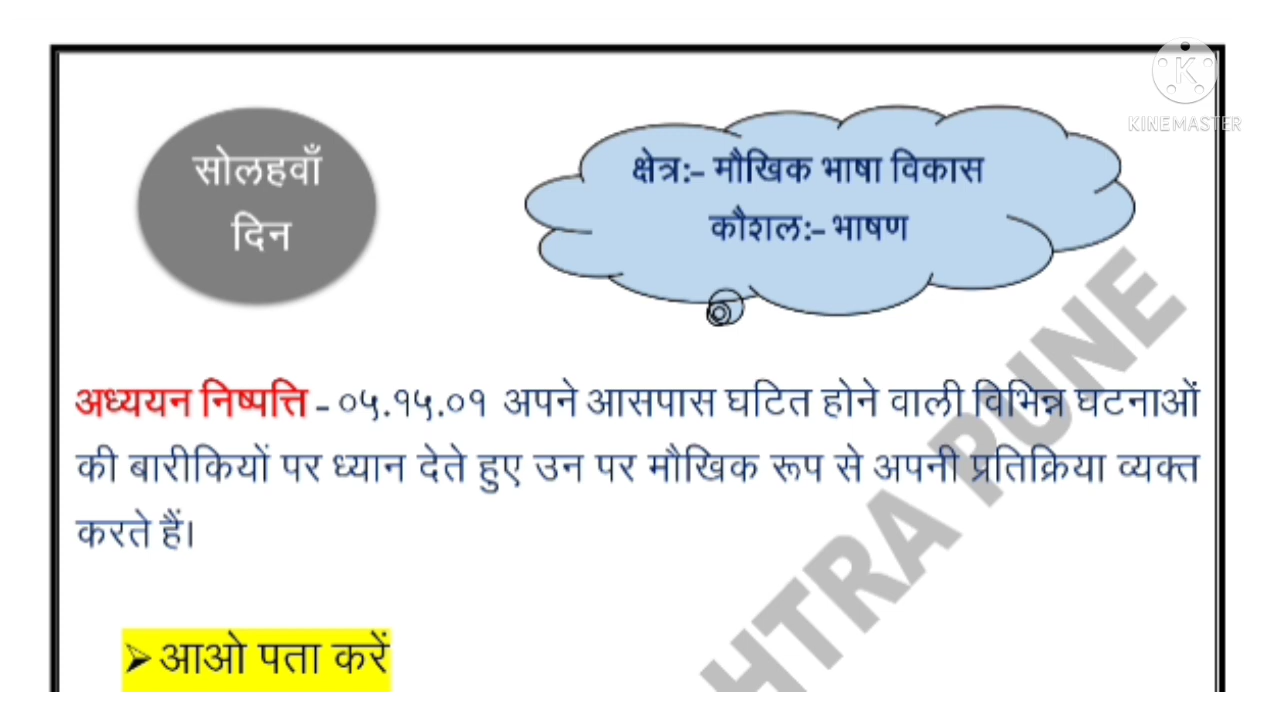 सोलहवाँ
दिन
क्षेत्र:- मौखिक भाषा विकास
कौशल:- भाषण
KINEMASTER
अध्ययन निष्पत्ति - ०५.१५.०१ अपने आसपास घटित होने वाली विभिन्न घटनाओं
की बारीकियों पर ध्यान देते हुए उन पर मौखिक रूप से अपनी प्रतिक्रिया व्यक्त
करते हैं।
➢ आओ पता करें
HTRA PUNE